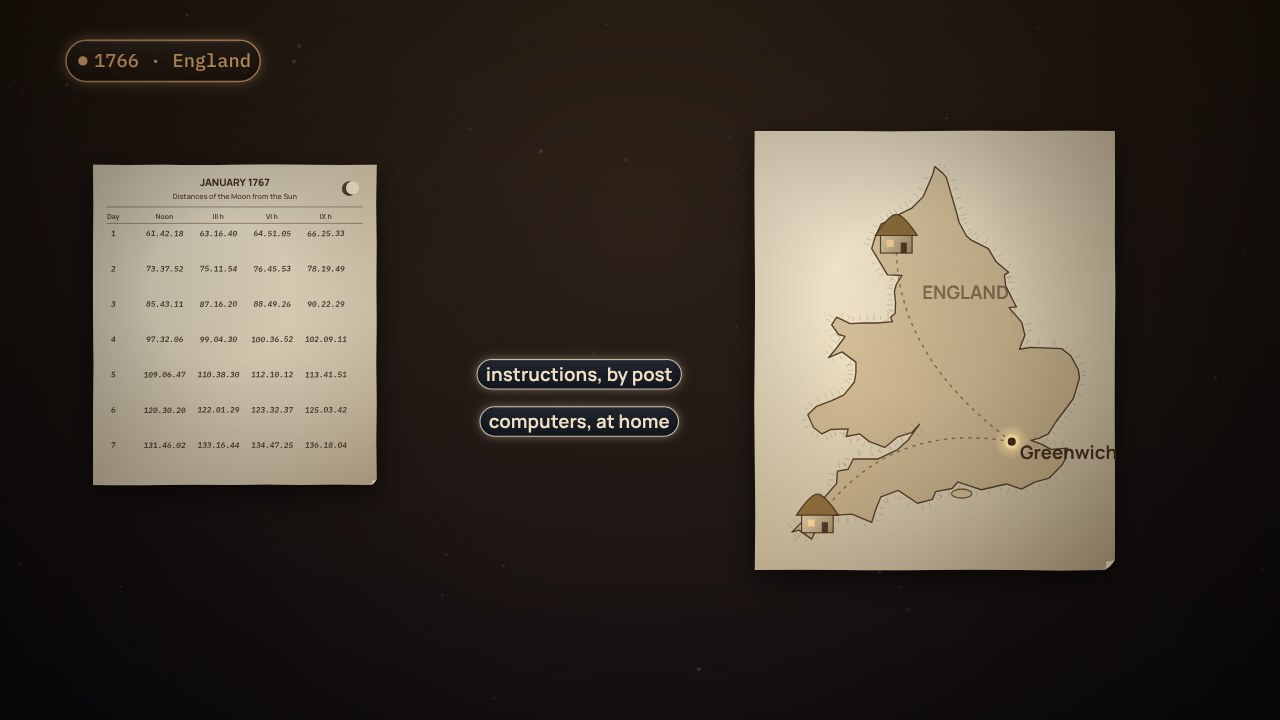 1766 · England
JANUARY 1767
Distances of the Moon from the Sun
Day Noon III h VI h IX h
1 61.42.18 63.16.40 64.51.05 66.25.33
2 73.37.52 75.11.54 76.45.53 78.19.49
3 85.43.11 87.16.20 88.49.26 90.22.29
4 97.32.06 99.04.30 100.36.52 102.09.11
5 109.06.47 110.38.30 112.10.12 113.41.51
6 120.30.20 122.01.29 123.32.37 125.03.42
7 131.46.02 133.16.44 134.47.25 136.18.04
instructions, by post
computers, at home
ENGLAND
Greenwich